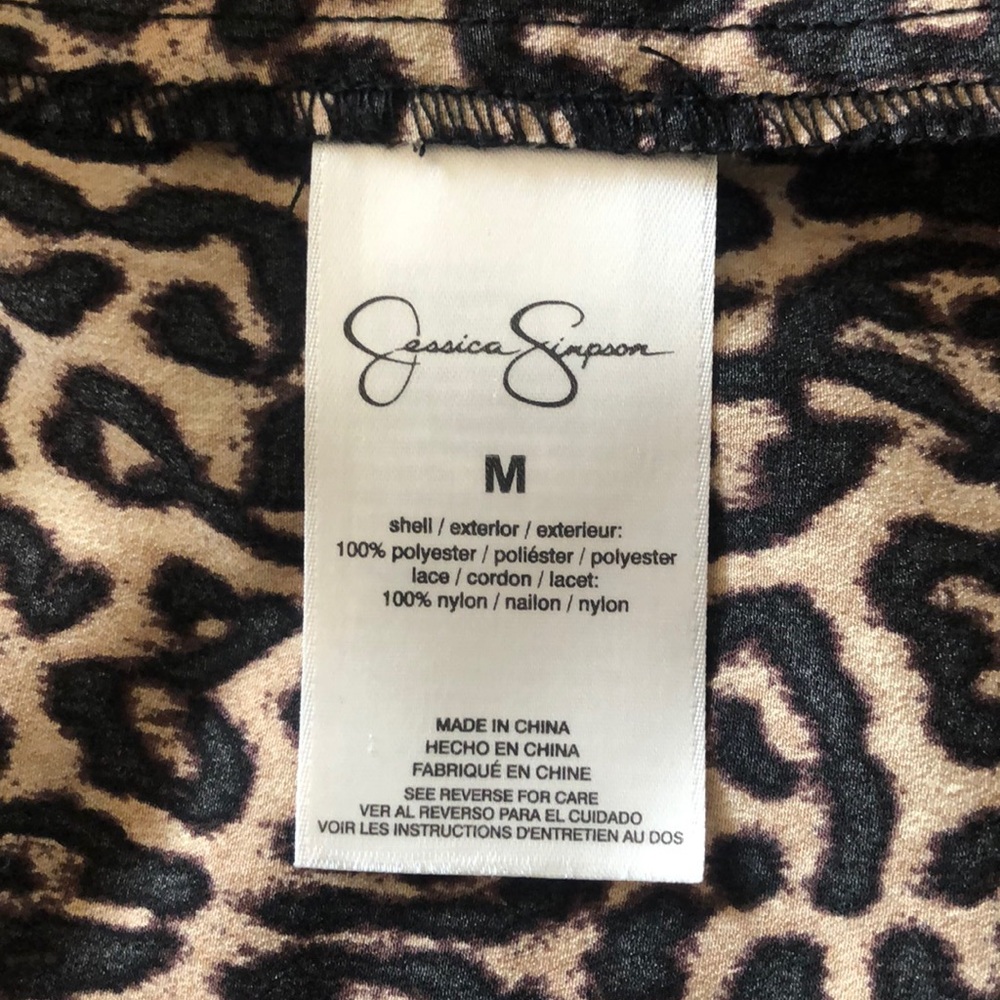 Jessica Simpson
M
shell / exterior / exterieur:
100% polyester / poliéster / polyester
lace / cordon / lacet:
100% nylon / nailon / nylon
MADE IN CHINA
HECHO EN CHINA
FABRIQUÉ EN CHINE
SEE REVERSE FOR CARE
VER AL REVERSO PARA EL CUIDADO
VOIR LES INSTRUCTIONS D'ENTRETIEN AU DOS